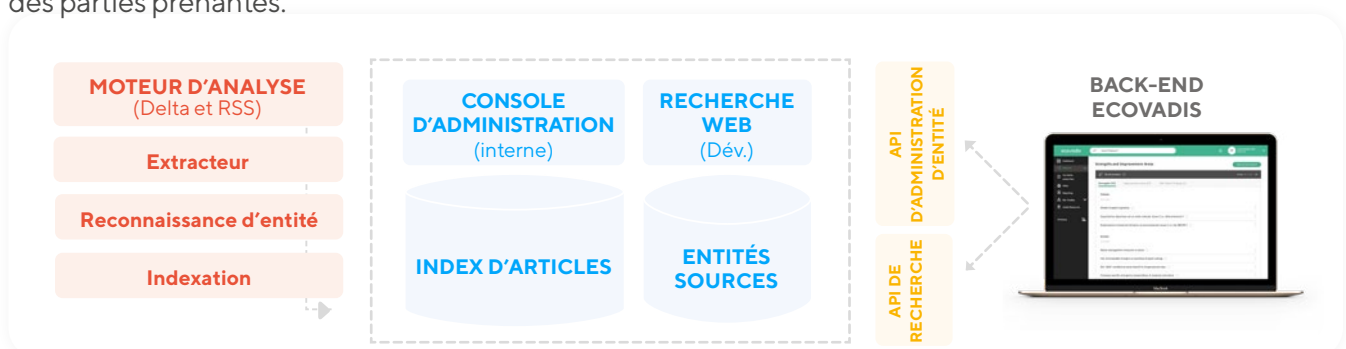 des parties prenantes.
MOTEUR D’ANALYSE
(Delta et RSS)
Extracteur
Reconnaissance d’entité
Indexation
CONSOLE
D’ADMINISTRATION
(interne)
RECHERCHE
WEB
(Dév.)
INDEX D’ARTICLES
ENTITÉS
SOURCES
API
D’ADMINISTRATION
D’ENTITÉ
API DE
RECHERCHE
BACK-END
ECOVADIS